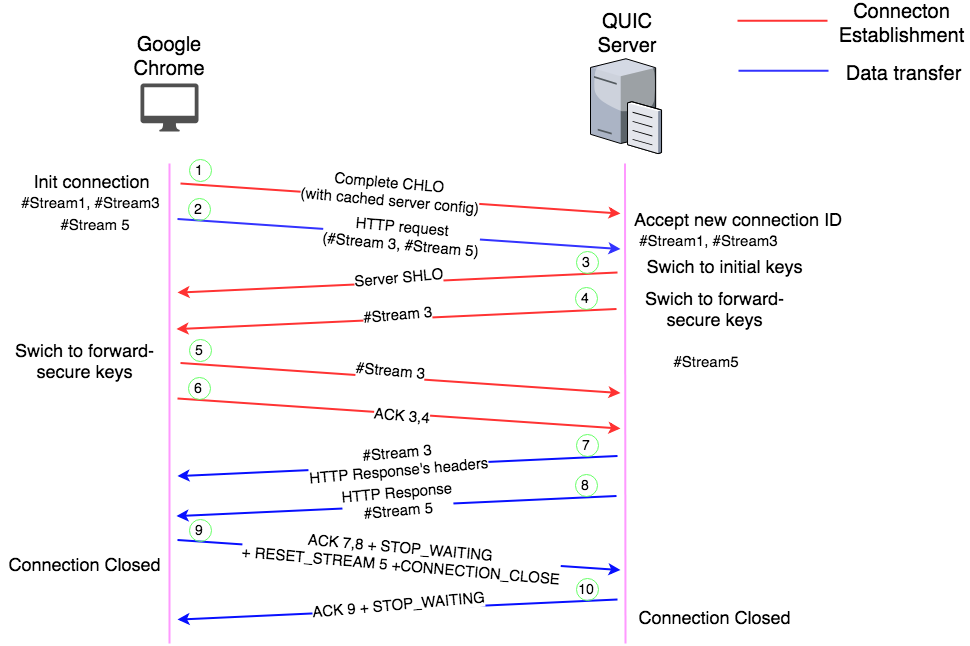 Connecton
Establishment
Data transfer
Google
Chrome
QUIC
Server
1
Init connection
#Stream1, #Stream3
#Stream 5
Complete CHLO
(with cached server config)
2
HTTP request
(#Stream 3, #Stream 5)
Accept new connection ID
#Stream1, #Stream3
3
Swich to initial keys
Server SHLO
4
Swich to forward-
secure keys
#Stream 3
5
Swich to forward-
secure keys
#Stream5
#Stream 3
6
ACK 3,4
7
#Stream 3
HTTP Response's headers
8
HTTP Response
#Stream 5
9
ACK 7,8 + STOP_WAITING
+ RESET_STREAM 5 +CONNECTION_CLOSE
Connection Closed
10
ACK 9 + STOP_WAITING
Connection Closed